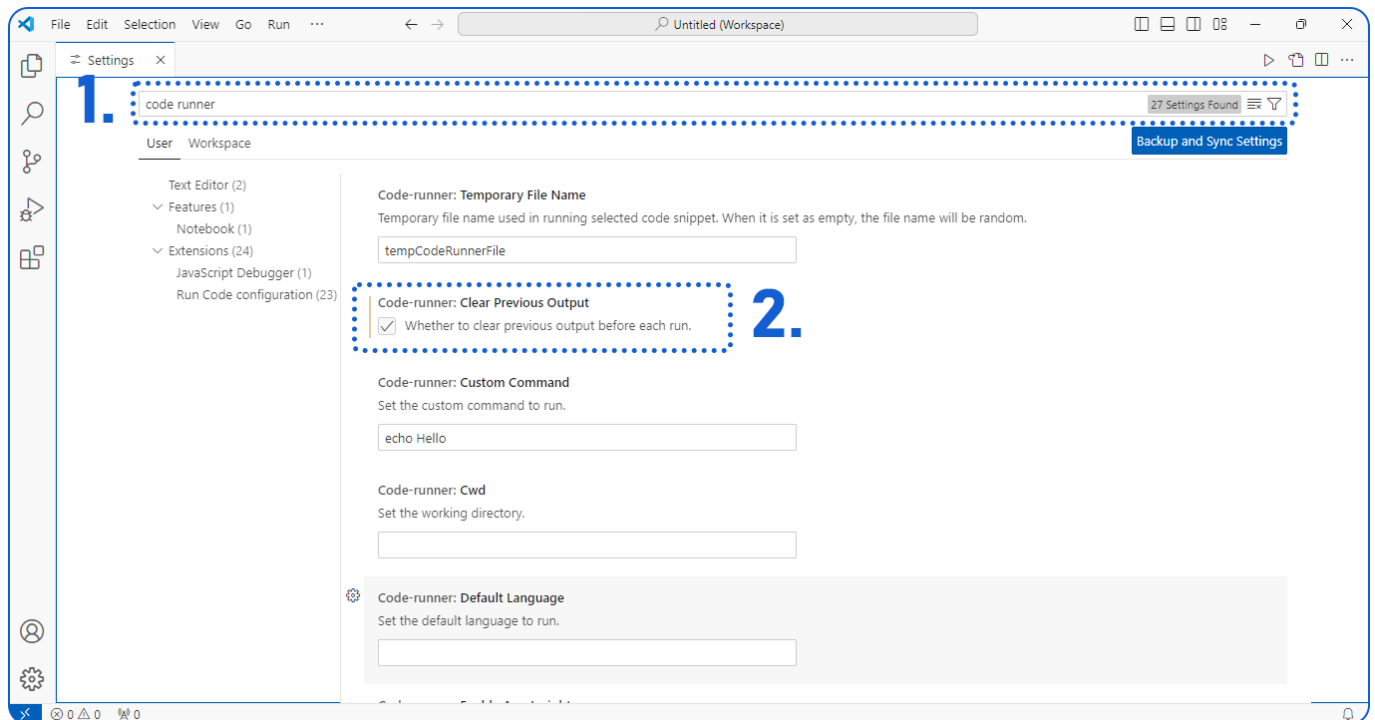 File Edit Selection View Go Run ···
Untitled (Workspace)
Settings
1.
code runner
27 Settings Found
User Workspace
Backup and Sync Settings
Text Editor (2)
Features (1)
Notebook (1)
Extensions (24)
JavaScript Debugger (1)
Run Code configuration (23)
Code-runner: Temporary File Name
Temporary file name used in running selected code snippet. When it is set as empty, the file name will be random.
tempCodeRunnerFile
Code-runner: Clear Previous Output
Whether to clear previous output before each run.
2.
Code-runner: Custom Command
Set the custom command to run.
echo Hello
Code-runner: Cwd
Set the working directory.
Code-runner: Default Language
Set the default language to run.
0 0 0